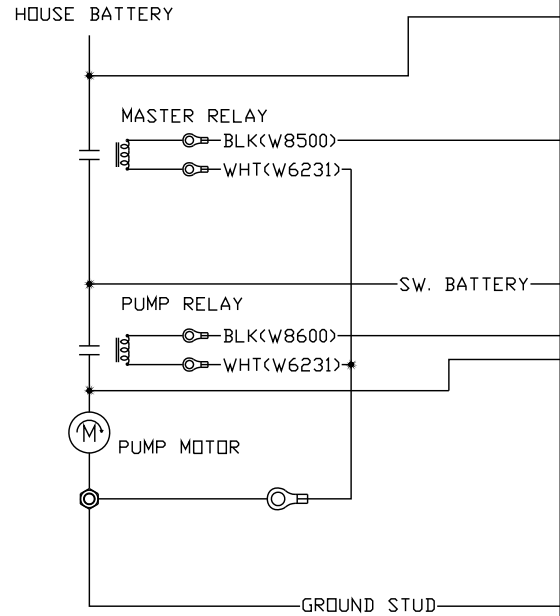 HOUSE BATTERY
MASTER RELAY
BLK(W8500)
WHT(W6231)
SW. BATTERY
PUMP RELAY
BLK(W8600)
WHT(W6231)
M
PUMP MOTOR
GROUND STUD